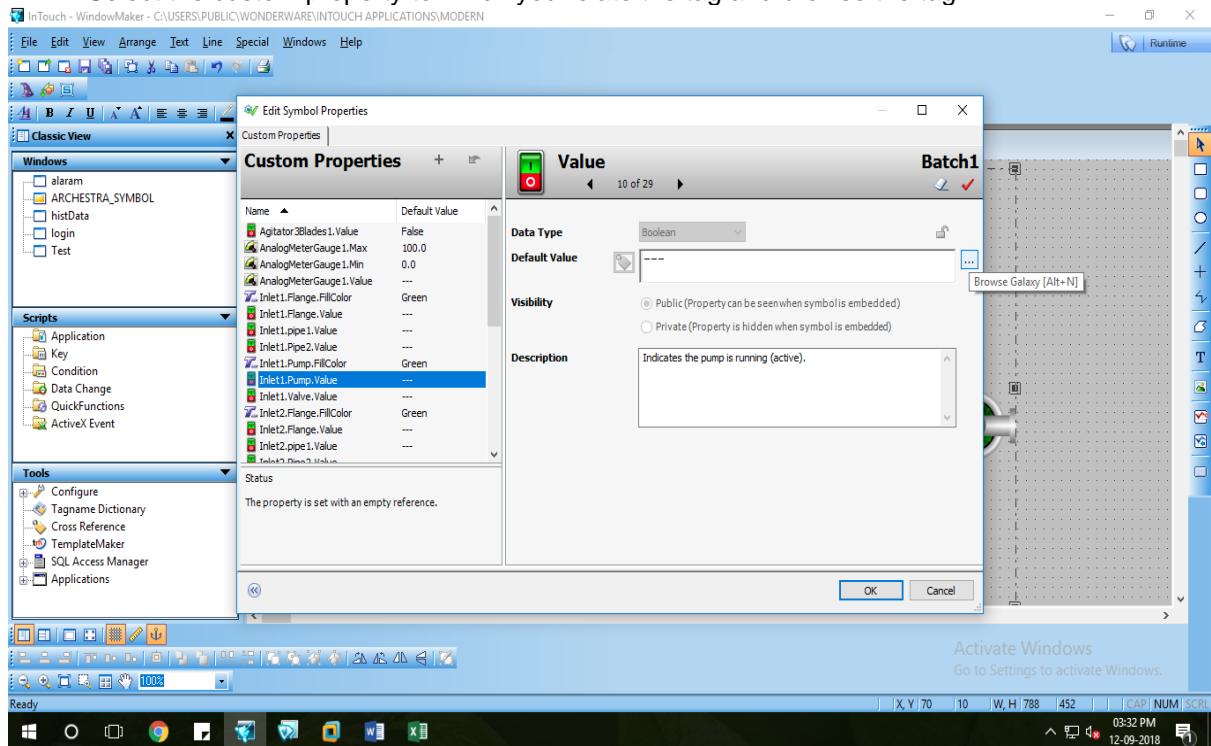 InTouch - WindowMaker - C:\USERS\PUBLIC\WONDERWARE\INTOUCH APPLICATIONS\MODERN
File Edit View Arrange Text Line Special Windows Help
Runtime
Classic View
Windows
alaram
ARCHESTRA_SYMBOL
histData
login
Test
Scripts
Application
Key
Condition
Data Change
QuickFunctions
ActiveX Event
Tools
Configure
Tagname Dictionary
Cross Reference
TemplateMaker
SQL Access Manager
Applications
Edit Symbol Properties
Custom Properties
Custom Properties
Name Default Value
Agitator3Blades1.Value False
AnalogMeterGauge1.Max 100.0
AnalogMeterGauge1.Min 0.0
AnalogMeterGauge1.Value ---
Inlet1.Flange.FillColor Green
Inlet1.Flange.Value ---
Inlet1.pipe1.Value ---
Inlet1.Pipe2.Value ---
Inlet1.Pump.FillColor Green
Inlet1.Pump.Value ---
Inlet1.Valve.Value ---
Inlet2.Flange.FillColor Green
Inlet2.Flange.Value ---
Inlet2.pipe1.Value ---
Status
The property is set with an empty reference.
Value Batch1
10 of 29
Data Type Boolean
Default Value ---
Browse Galaxy [Alt+N]
Visibility Public (Property can be seen when symbol is embedded)
Private (Property is hidden when symbol is embedded)
Description Indicates the pump is running (active).
OK Cancel
Activate Windows
Go to Settings to activate Windows.
100%
Ready X, Y 70 10 W, H 788 452 CAP NUM SCRL
03:32 PM
12-09-2018